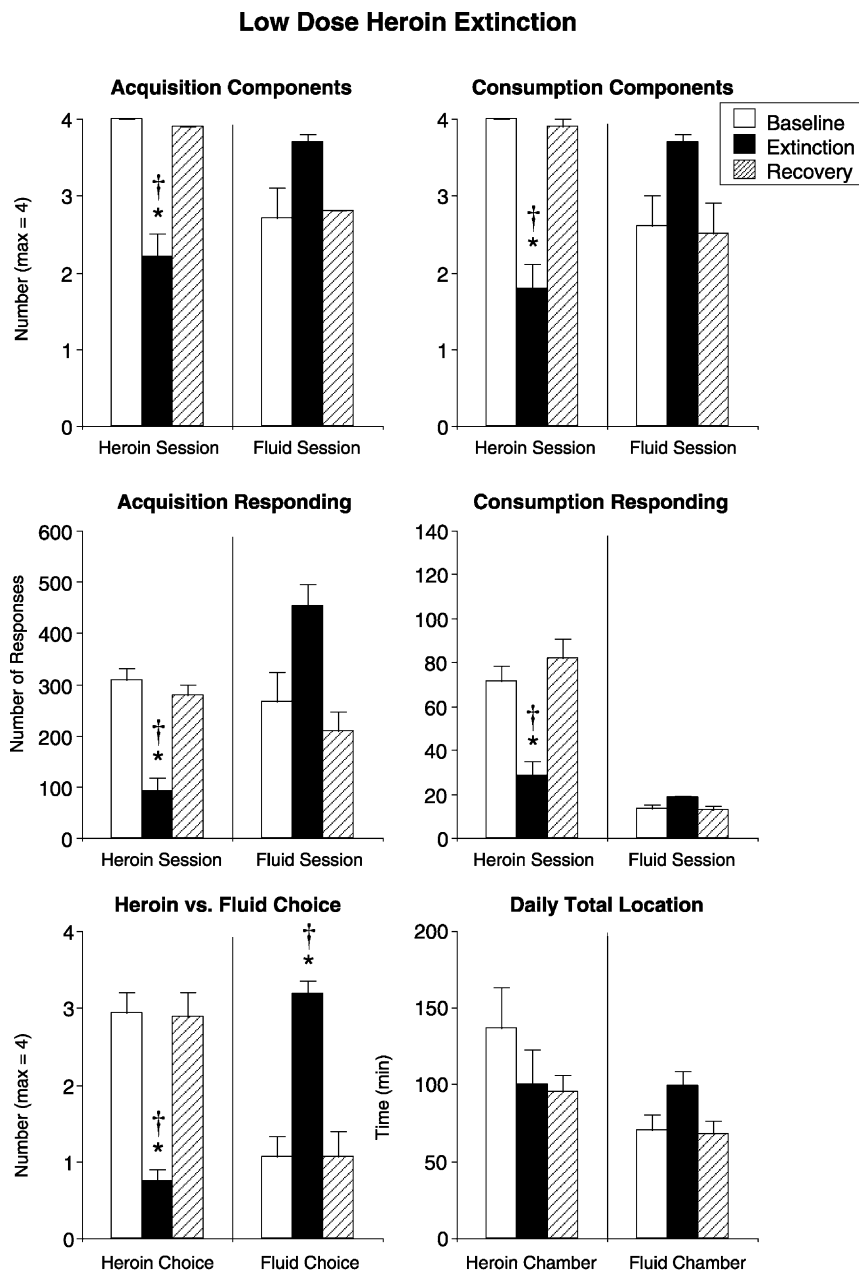 Low Dose Heroin Extinction
Acquisition Components
Number (max = 4)
4
3
2
1
0
† 
*
Heroin Session
Fluid Session
Consumption Components
4
3
2
1
0
†
*
Heroin Session
Fluid Session
Baseline
Extinction
Recovery
Acquisition Responding
Number of Responses
600
500
400
300
200
100
0
†
*
Heroin Session
Fluid Session
Consumption Responding
140
120
100
80
60
40
20
0
†
*
Heroin Session
Fluid Session
Heroin vs. Fluid Choice
Number (max = 4)
4
3
2
1
0
†
*
†
*
Heroin Choice
Fluid Choice
Daily Total Location
Time (min)
200
150
100
50
0
Heroin Chamber
Fluid Chamber